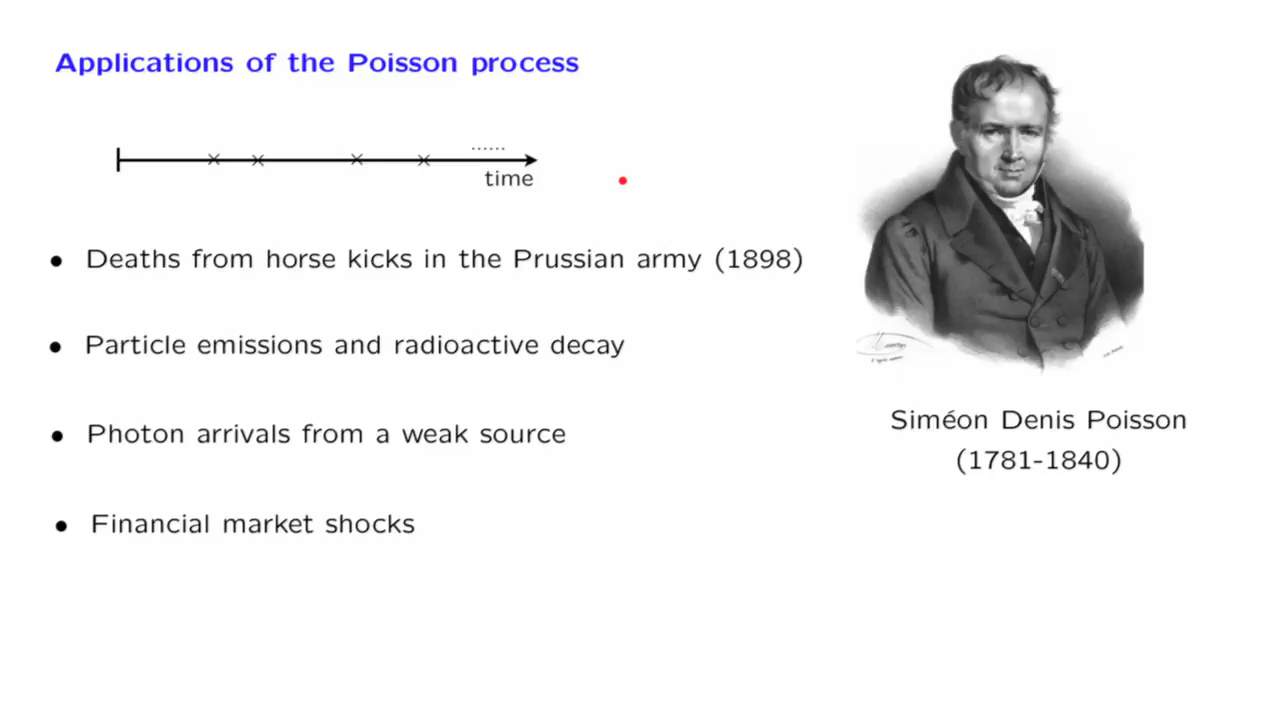 Applications of the Poisson process
......
time
• Deaths from horse kicks in the Prussian army (1898)
• Particle emissions and radioactive decay
• Photon arrivals from a weak source
• Financial market shocks
Siméon Denis Poisson
(1781-1840)